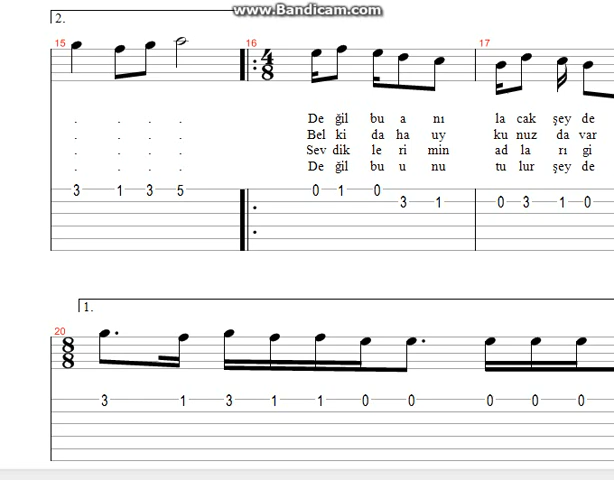 www.Bandicam.com
2.
15 16 17
4
8
. . . . De ğil bu a nı la cak şey de
. . . . Bel ki da ha uy ku nuz da var
. . . . Sev dik le ri min ad la rı gi
. . . . De ğil bu u nu tu lur şey de
3 1 3 5 0 1 0 3 1 0 3 1 0
1.
20
8
8
3 1 3 1 1 0 0 0 0 0